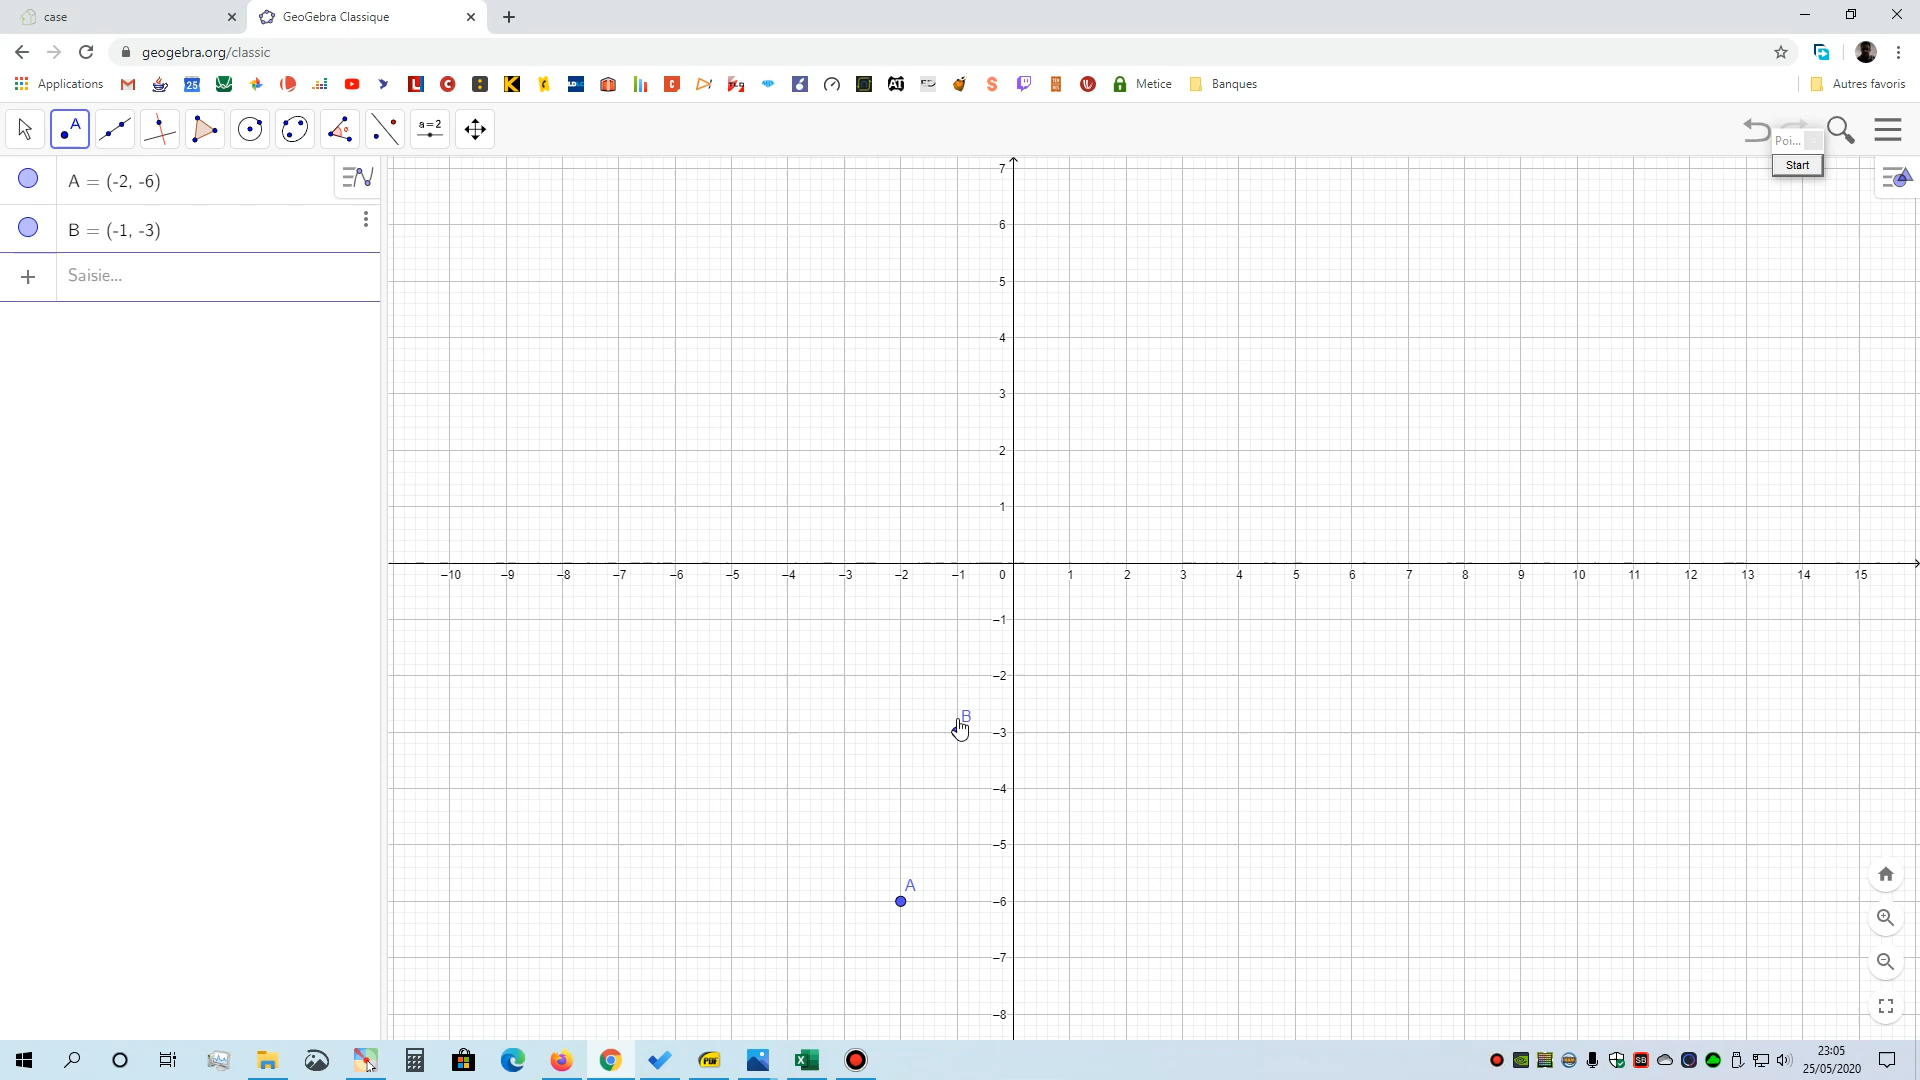 case
GeoGebra Classique
geogebra.org/classic
Applications
25
Metice
Banques
Autres favoris
A
a=2
Poi...
Start
A = (-2, -6)
B = (-1, -3)
Saisie...
7
6
5
4
3
2
1
−10 −9 −8 −7 −6 −5 −4 −3 −2 −1 0 1 2 3 4 5 6 7 8 9 10 11 12 13 14 15
−1
−2
B
−3
−4
−5
A
−6
−7
−8
PDF
SB
23:05
25/05/2020